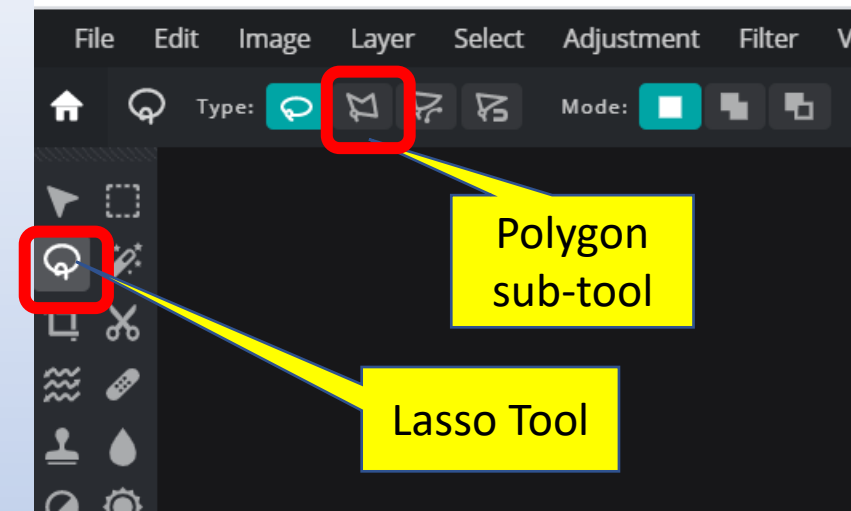 File Edit Image Layer Select Adjustment Filter V
Type: Mode:
Polygon
sub-tool
Lasso Tool